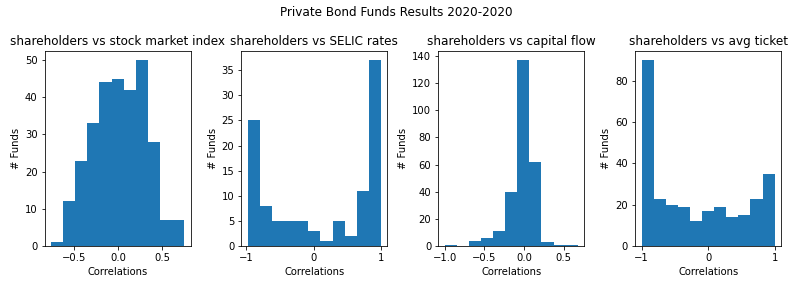 Private Bond Funds Results 2020-2020
shareholders vs stock market index
50
40
30
20
10
0
# Funds
−0.5 0.0 0.5
Correlations
shareholders vs SELIC rates
35
30
25
20
15
10
5
0
# Funds
−1 0 1
Correlations
shareholders vs capital flow
140
120
100
80
60
40
20
0
# Funds
−1.0 −0.5 0.0 0.5
Correlations
shareholders vs avg ticket
80
60
40
20
0
# Funds
−1 0 1
Correlations